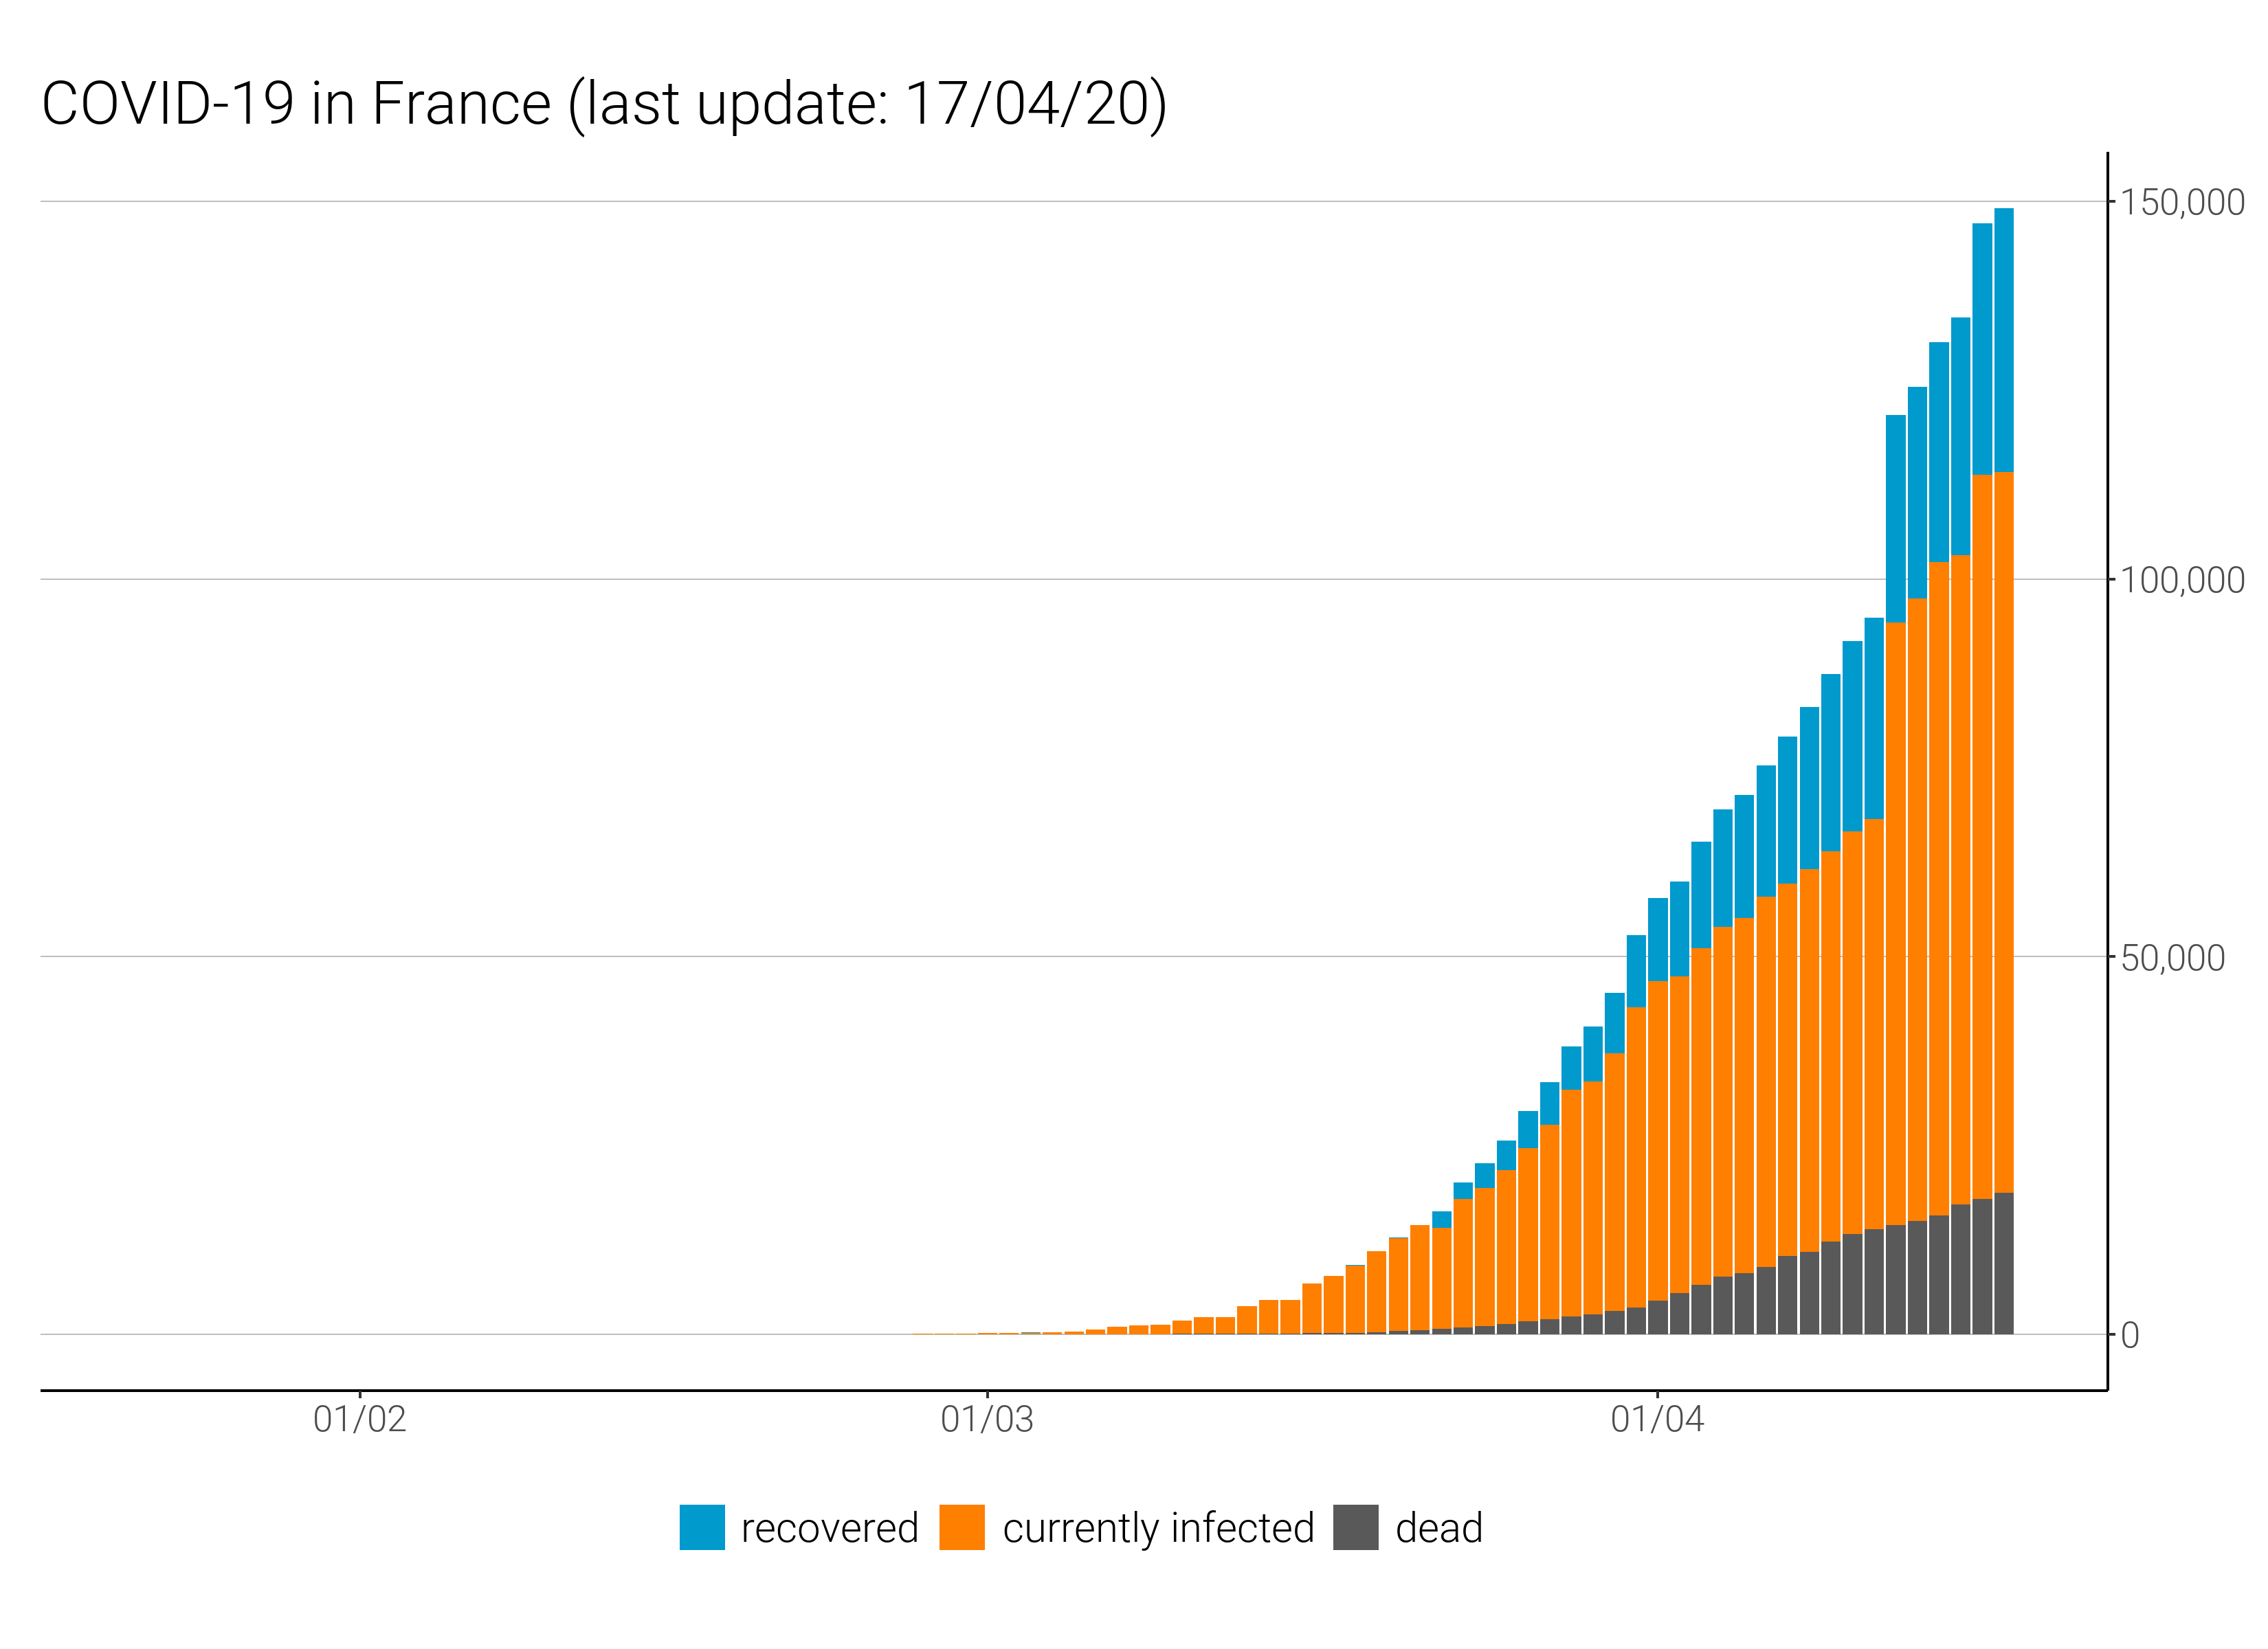 COVID-19 in France (last update: 17/04/20)
150,000
100,000
50,000
0
01/02 01/03 01/04
recovered currently infected dead